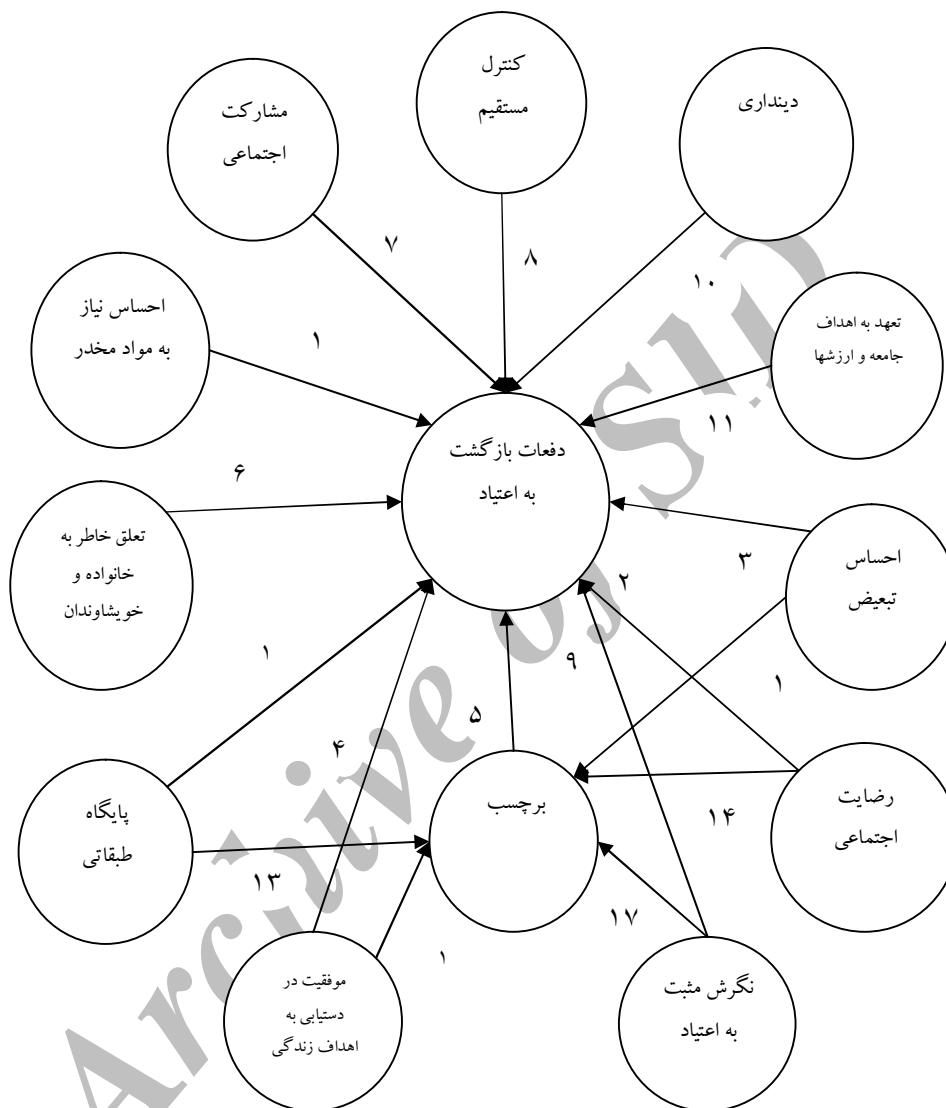 کنترل
مستقیم
دینداری
مشارکت
اجتماعی
۷
۸
۱۰
احساس نیاز
به مواد مخدر
۱
تعهد به اهداف
جامعه و ارزشها
۱۱
دفعات بازگشت
به اعتیاد
۶
تعلق خاطر به
خانواده و
خویشاوندان
احساس
تبعیض
۳
۲
۹
۱
۱
۵
۴
پایگاه
طبقاتی
برچسب
رضایت
اجتماعی
۱۴
۱۳
۱۷
۱
موفقیت در
دستیابی به
اهداف زندگی
نگرش مثبت
به اعتیاد
Archive of SID